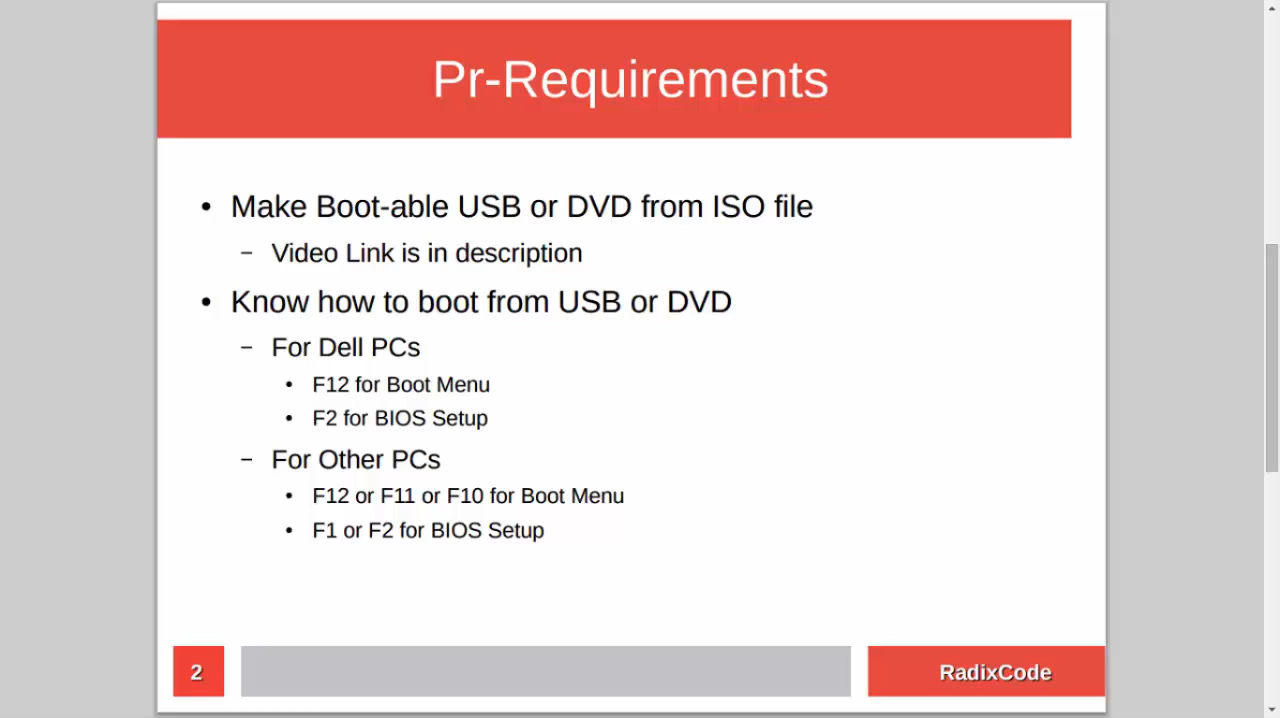 Pr-Requirements
• Make Boot-able USB or DVD from ISO file
– Video Link is in description
• Know how to boot from USB or DVD
– For Dell PCs
• F12 for Boot Menu
• F2 for BIOS Setup
– For Other PCs
• F12 or F11 or F10 for Boot Menu
• F1 or F2 for BIOS Setup
2
RadixCode